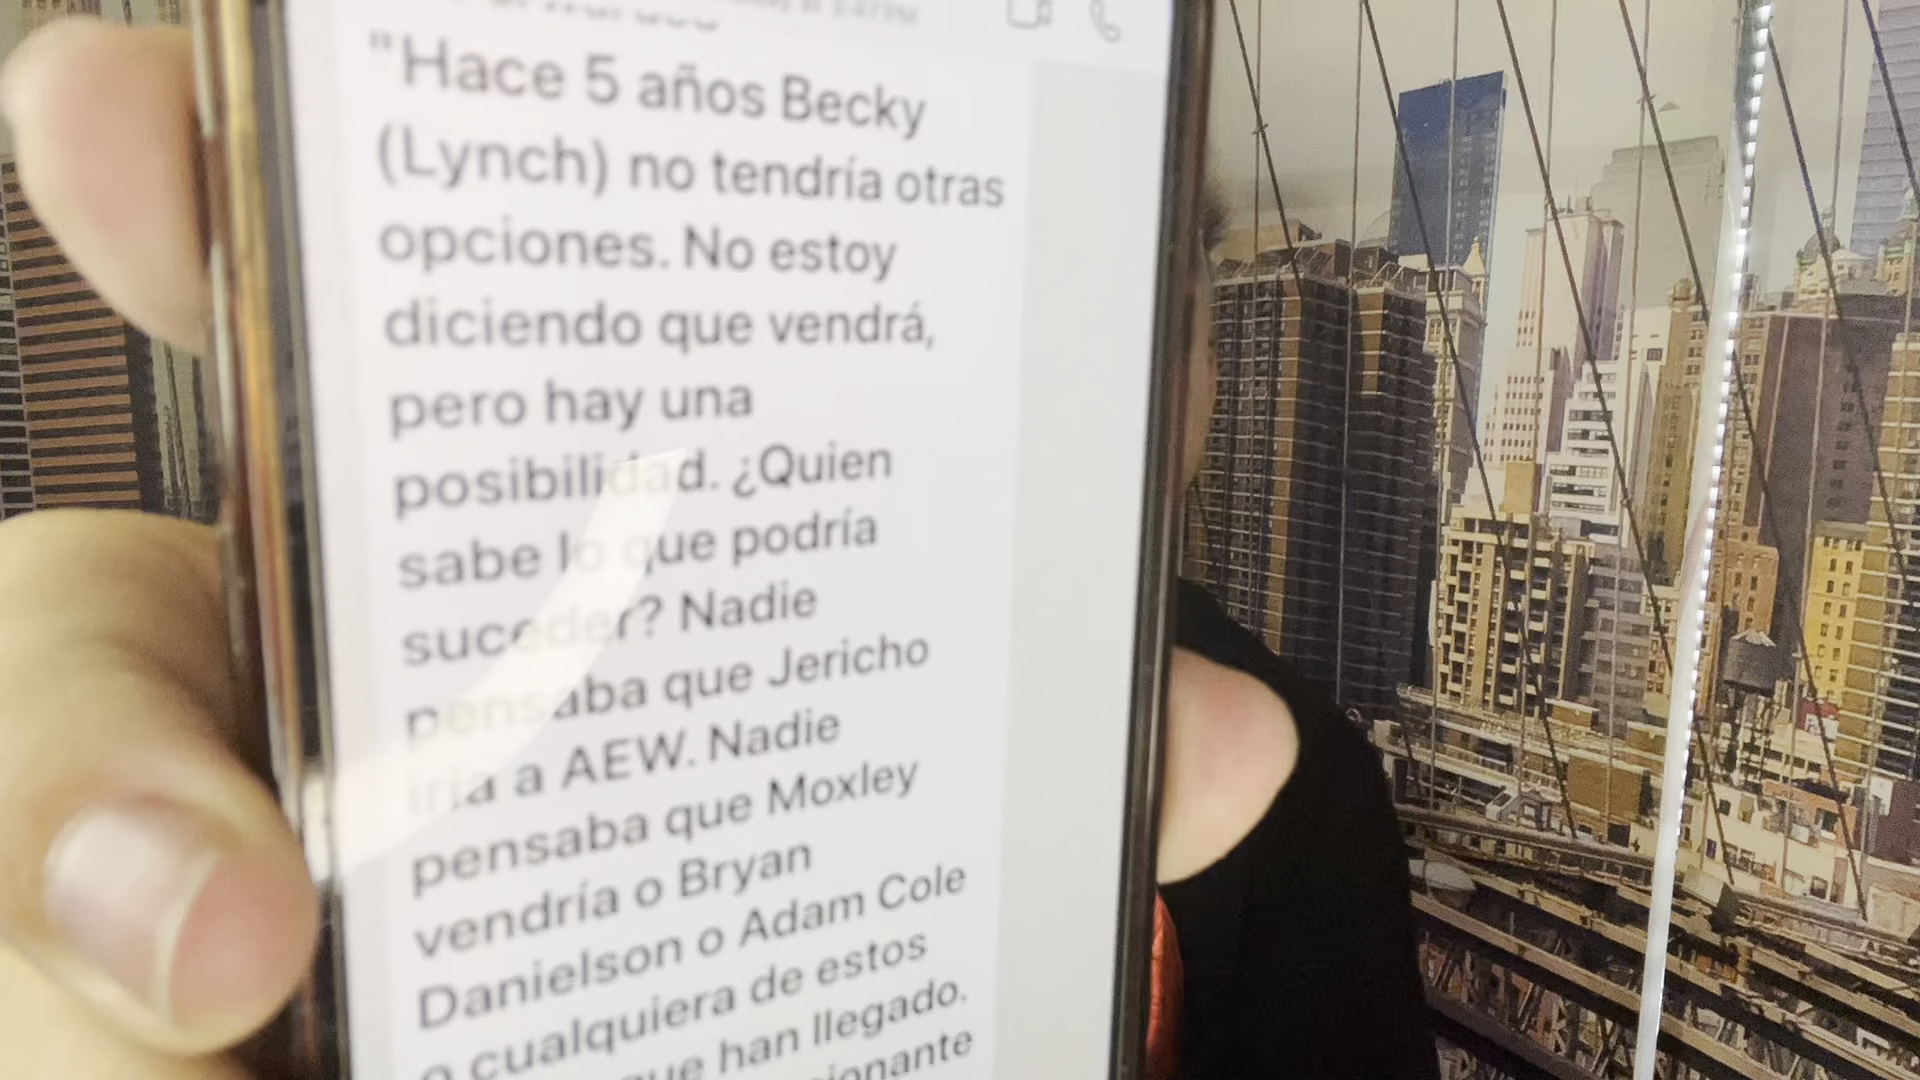 "Hace 5 años Becky
(Lynch) no tendría otras
opciones. No estoy
diciendo que vendrá,
pero hay una
posibilidad. ¿Quien
sabe lo que podría
suceder? Nadie
pensaba que Jericho
iría a AEW. Nadie
pensaba que Moxley
vendría o Bryan
Danielson o Adam Cole
o cualquiera de estos
que han llegado.